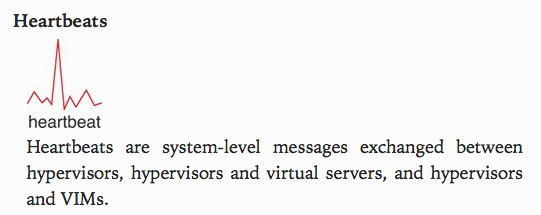 Heartbeats
heartbeat
Heartbeats are system-level messages exchanged between
hypervisors, hypervisors and virtual servers, and hypervisors
and VIMs.